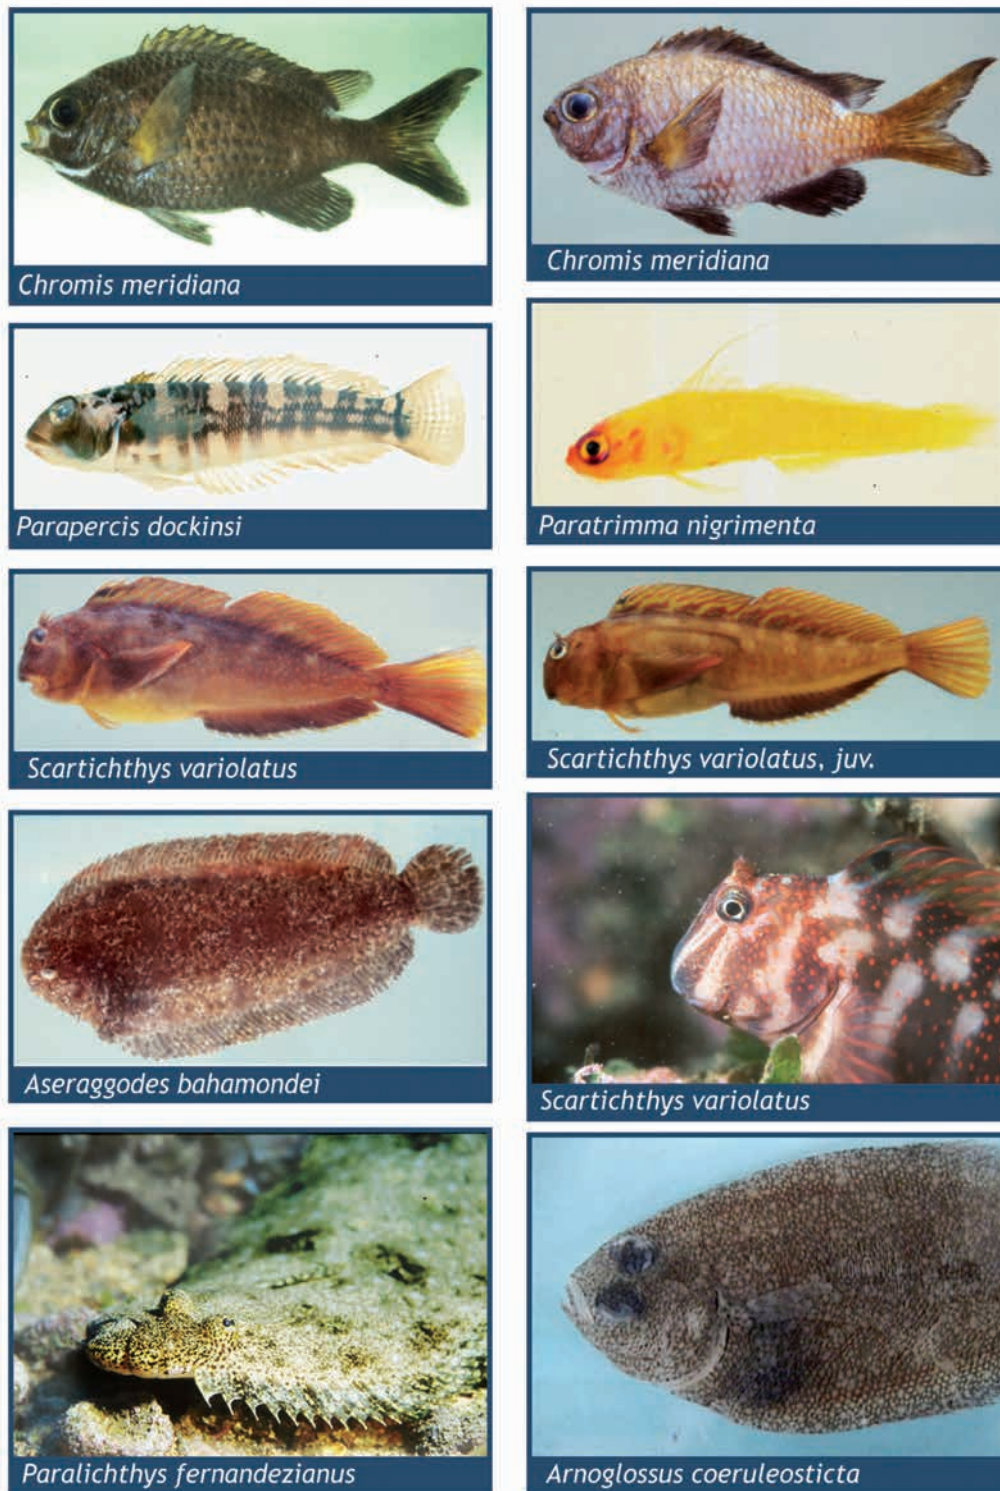 Chromis meridiana
Chromis meridiana
Parapercis dockinsi
Paratrimma nigrimenta
Scartichthys variolatus
Scartichthys variolatus, juv.
Aseraggodes bahamondei
Scartichthys variolatus
Paralichthys fernandezianus
Arnoglossus coeruleosticta